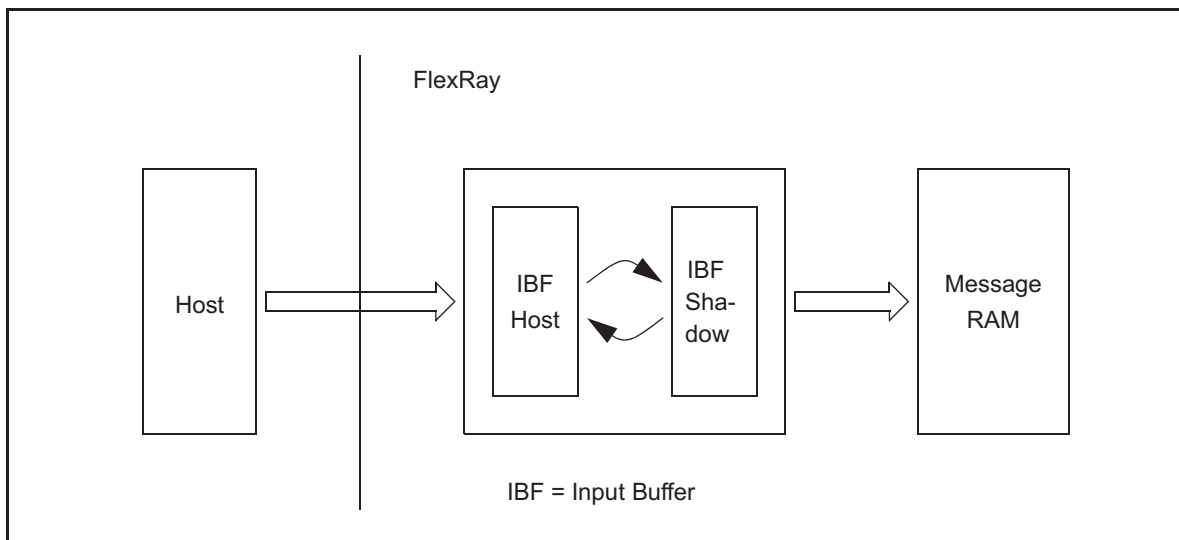 FlexRay
Host
IBF
Host
IBF
Sha-
dow
Message
RAM
IBF = Input Buffer